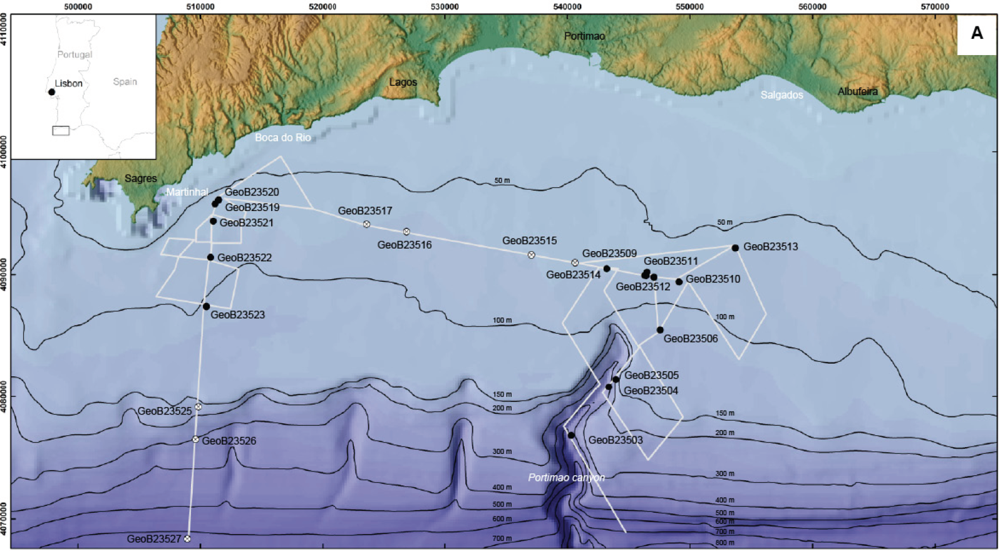 500000
510000
520000
530000
540000
550000
560000
570000
4110000
4100000
4090000
4080000
4070000
A
Portugal
Spain
Lisbon
Portimao
Lagos
Salgados
Albufeira
Boca do Rio
Sagres
Martinhal
GeoB23520
GeoB23519
GeoB23521
GeoB23522
GeoB23523
GeoB23517
GeoB23516
GeoB23515
GeoB23509
GeoB23514
GeoB23511
GeoB23512
GeoB23510
GeoB23513
GeoB23506
GeoB23505
GeoB23504
GeoB23503
GeoB23525
GeoB23526
GeoB23527
Portimao canyon
50 m
50 m
100 m
100 m
150 m
200 m
300 m
400 m
500 m
600 m
700 m
150 m
200 m
300 m
400 m
500 m
600 m
700 m
800 m